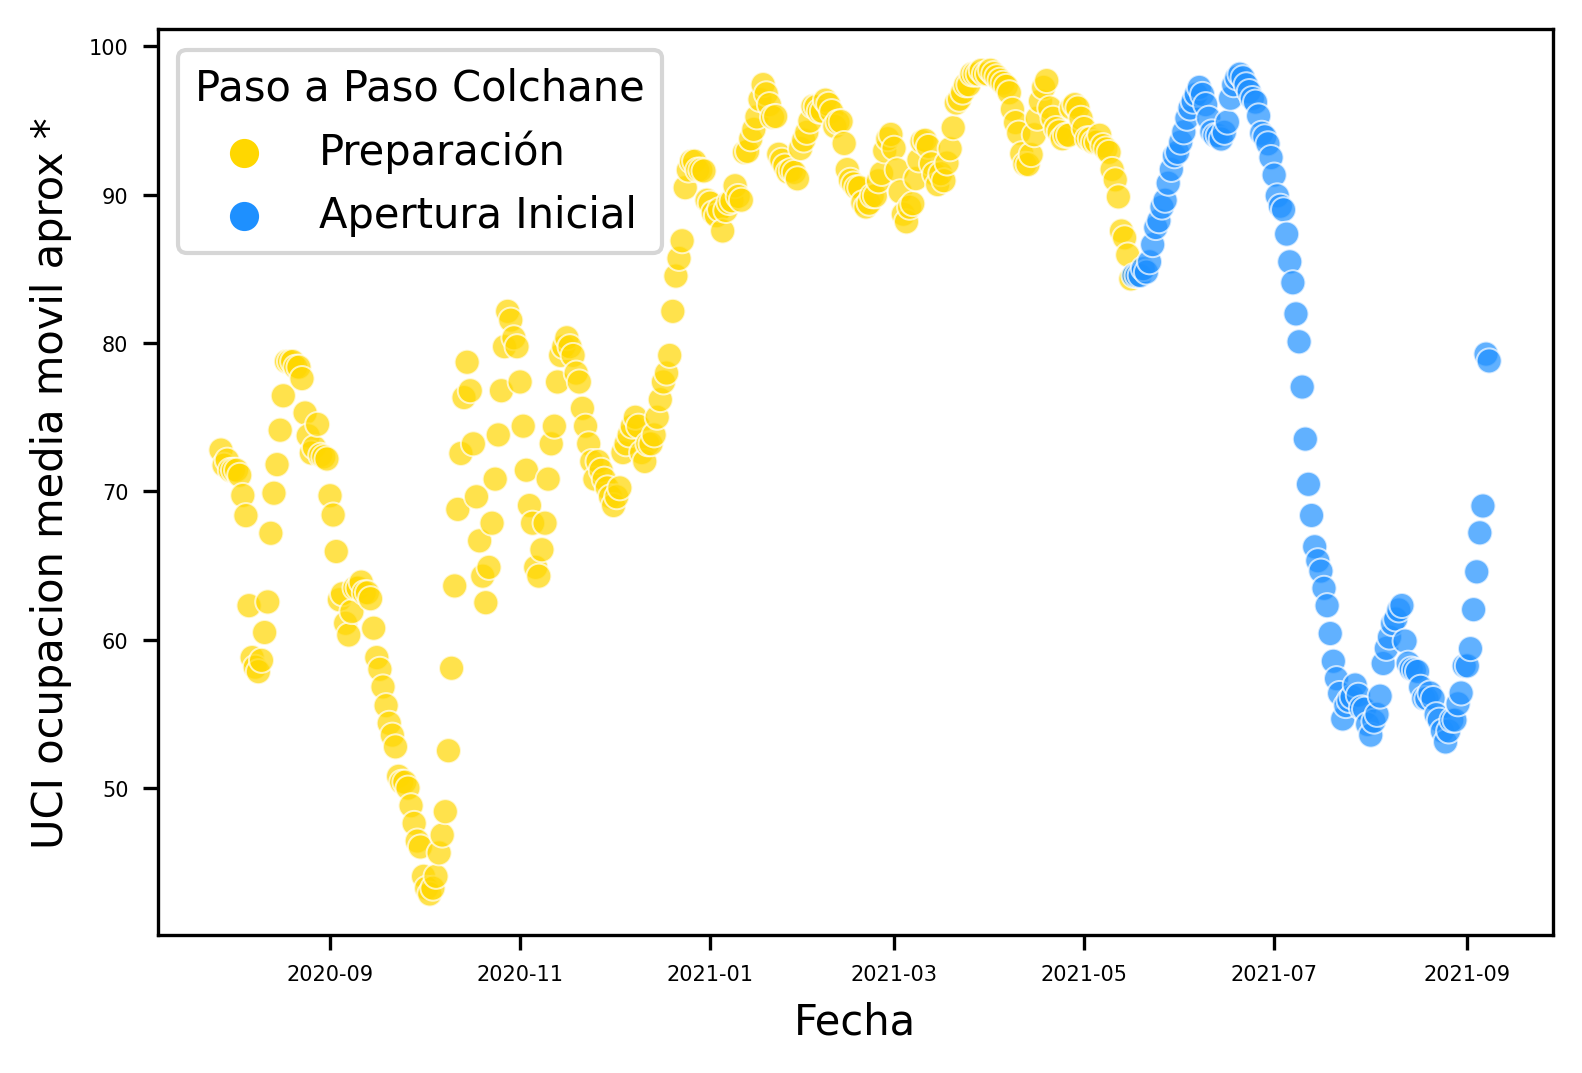 Paso a Paso Colchane
Preparación
Apertura Inicial
UCI ocupacion media movil aprox *
100
90
80
70
60
50
2020-09
2020-11
2021-01
2021-03
2021-05
2021-07
2021-09
Fecha